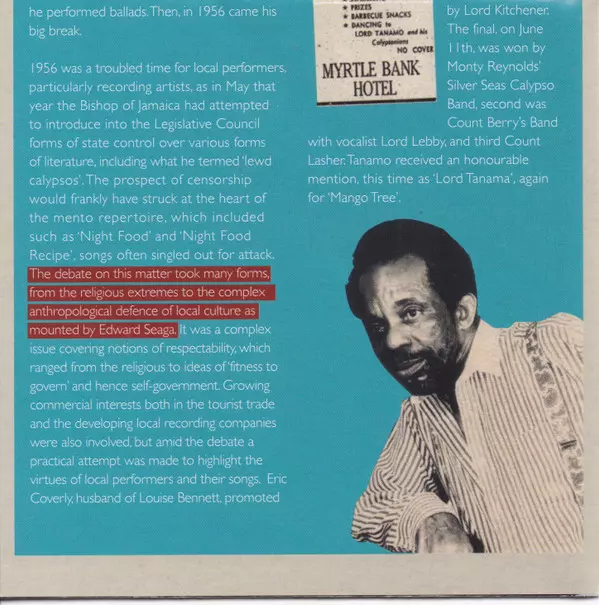 he performed ballads. Then, in 1956 came his
big break.
1956 was a troubled time for local performers,
particularly recording artists, as in May that
year the Bishop of Jamaica had attempted
to introduce into the Legislative Council
forms of state control over various forms
of literature, including what he termed 'lewd
calypsos'. The prospect of censorship
would frankly have struck at the heart of
the mento repertoire, which included
such as 'Night Food' and 'Night Food
Recipe', songs often singled out for attack.
The debate on this matter took many forms,
from the religious extremes to the complex
anthropological defence of local culture as
mounted by Edward Seaga. It was a complex
issue covering notions of respectability, which
ranged from the religious to ideas of 'fitness to
govern' and hence self-government. Growing
commercial interests both in the tourist trade
and the developing local recording companies
were also involved, but amid the debate a
practical attempt was made to highlight the
virtues of local performers and their songs. Eric
Coverly, husband of Louise Bennett, promoted
★ PRIZES
★ BARBECUE SNACKS
★ DANCING to
LORD TANAMO and his
Calypsonians
NO COVER
MYRTLE BANK
HOTEL
by Lord Kitchener.
The final, on June
11th, was won by
Monty Reynolds'
Silver Seas Calypso
Band, second was
Count Berry's Band
with vocalist Lord Lebby, and third Count
Lasher. Tanamo received an honourable
mention, this time as 'Lord Tanama', again
for 'Mango Tree'.